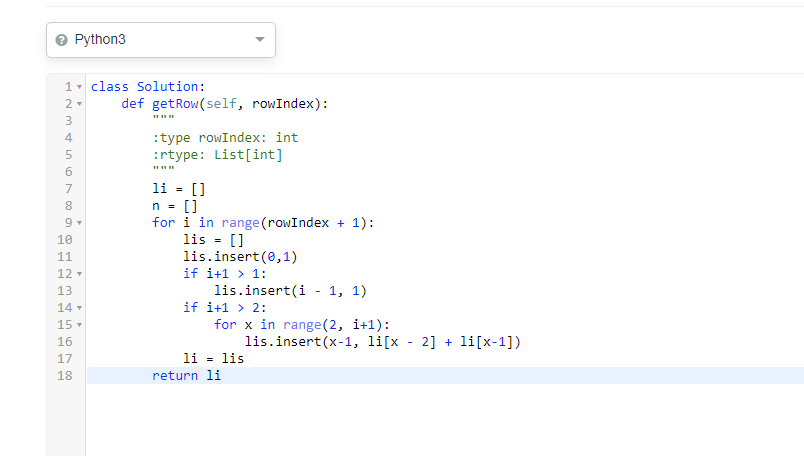 Python3
1 class Solution:
2     def getRow(self, rowIndex):
3         """
4         :type rowIndex: int
5         :rtype: List[int]
6         """
7         li = []
8         n = []
9         for i in range(rowIndex + 1):
10             lis = []
11             lis.insert(0,1)
12             if i+1 > 1:
13                 lis.insert(i - 1, 1)
14             if i+1 > 2:
15                 for x in range(2, i+1):
16                     lis.insert(x-1, li[x - 2] + li[x-1])
17             li = lis
18         return li